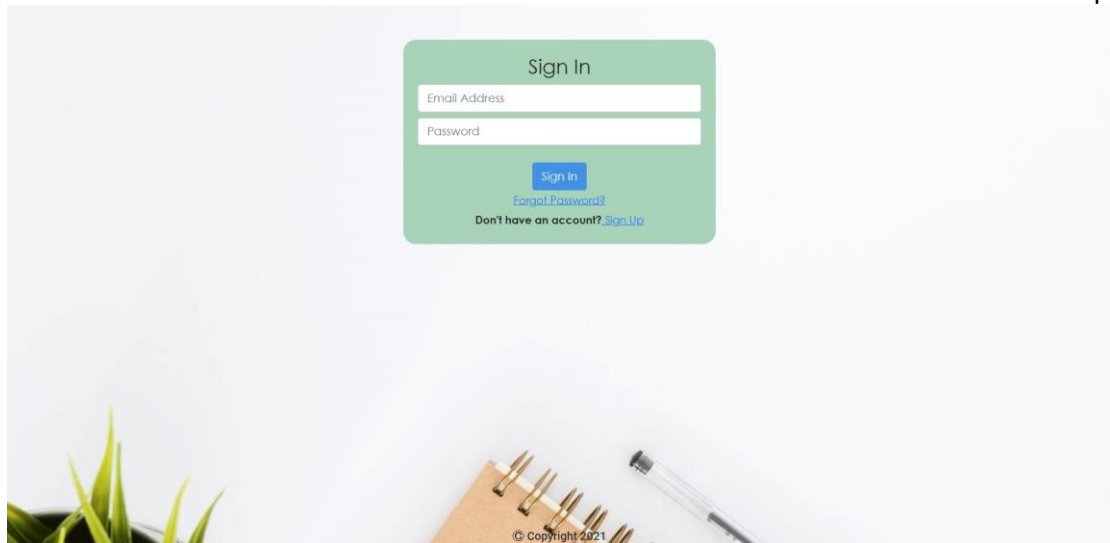 Sign In
Email Address
Password
Sign In
Forgot Password?
Don't have an account? Sign Up
© Copyright 2021